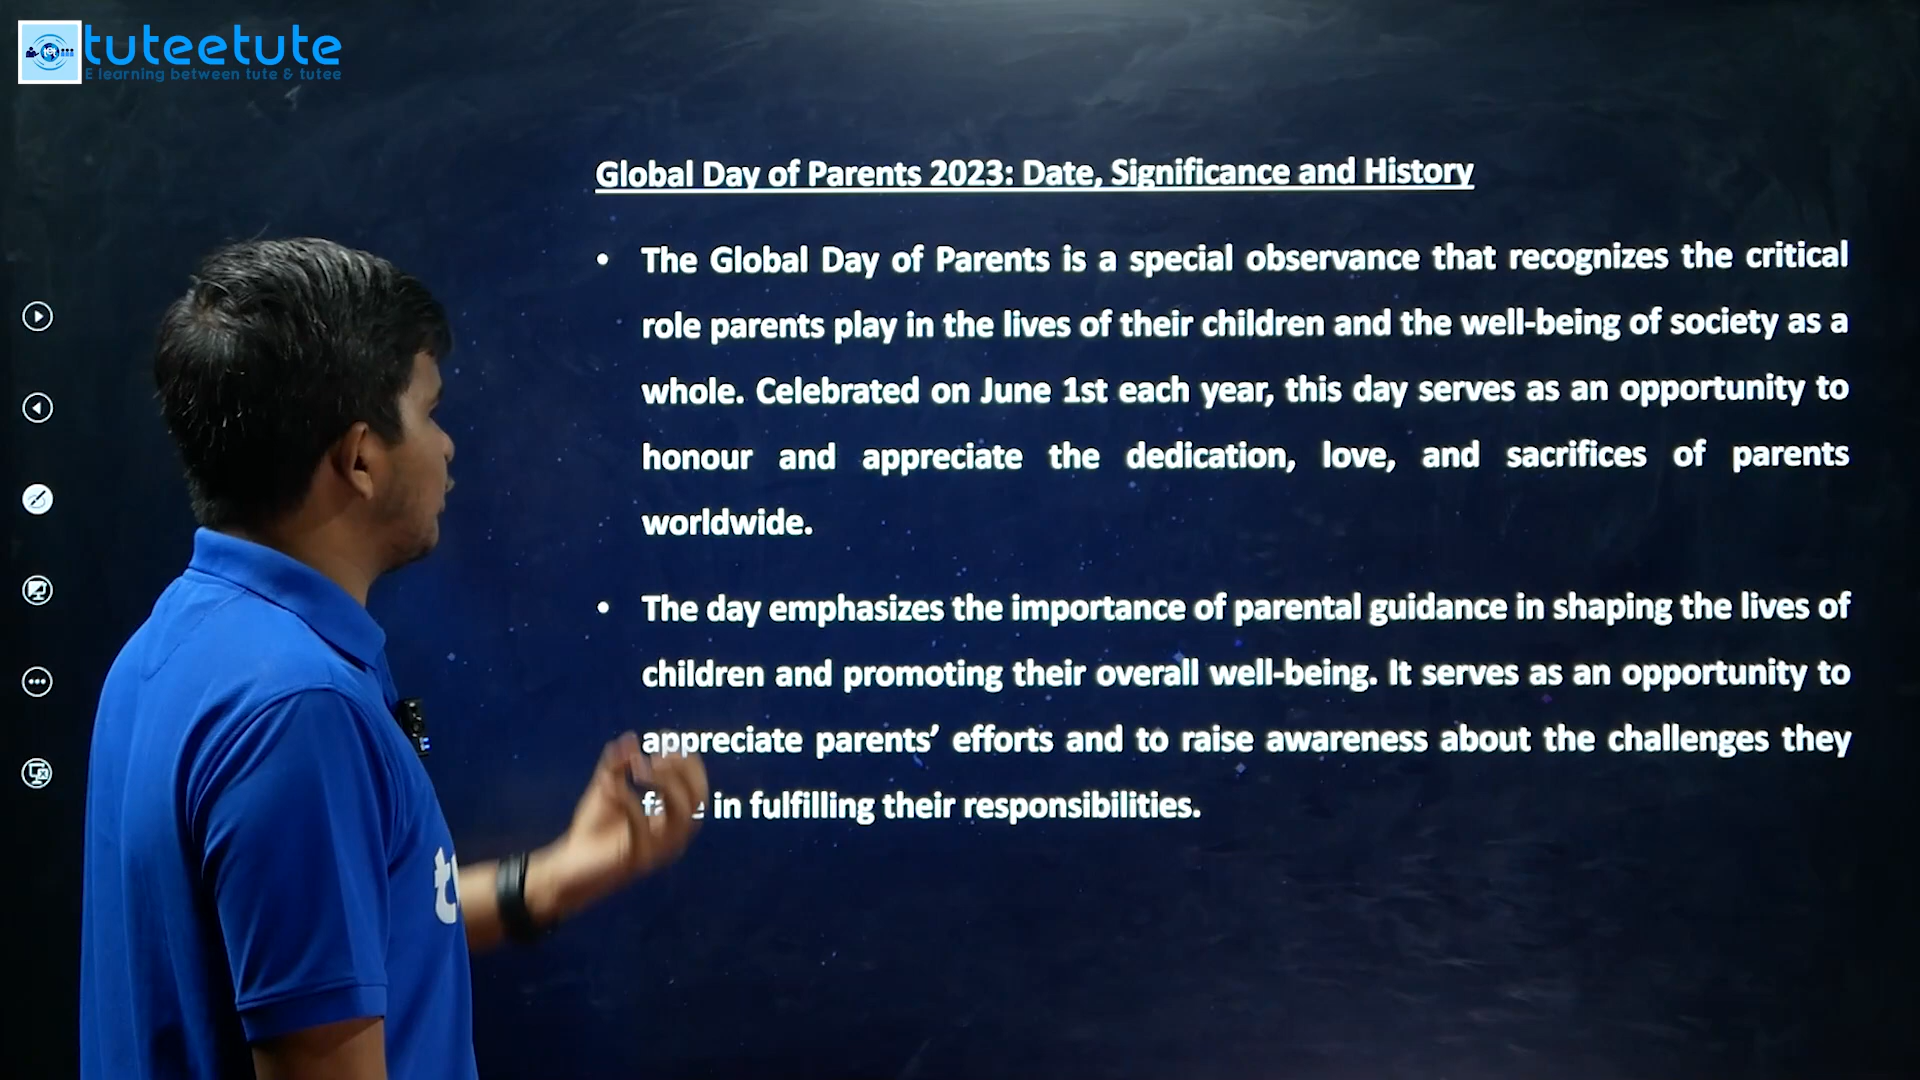 tuteetute
E learning between tute & tutee
Global Day of Parents 2023: Date, Significance and History
• The Global Day of Parents is a special observance that recognizes the critical
role parents play in the lives of their children and the well-being of society as a
whole. Celebrated on June 1st each year, this day serves as an opportunity to
honour and appreciate the dedication, love, and sacrifices of parents
worldwide.
• The day emphasizes the importance of parental guidance in shaping the lives of
children and promoting their overall well-being. It serves as an opportunity to
appreciate parents’ efforts and to raise awareness about the challenges they
in fulfilling their responsibilities.